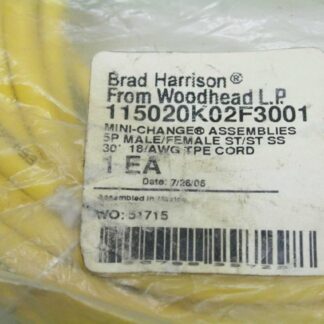 Brad Harrison®
From Woodhead L.P.
115020K02F3001
MINI-CHANGE® ASSEMBLIES
5P MALE/FEMALE ST/ST SS
30' 18/AWG TPE CORD
1 EA
Date: 7/26/05
Assembled in Mexico
WO: 51715